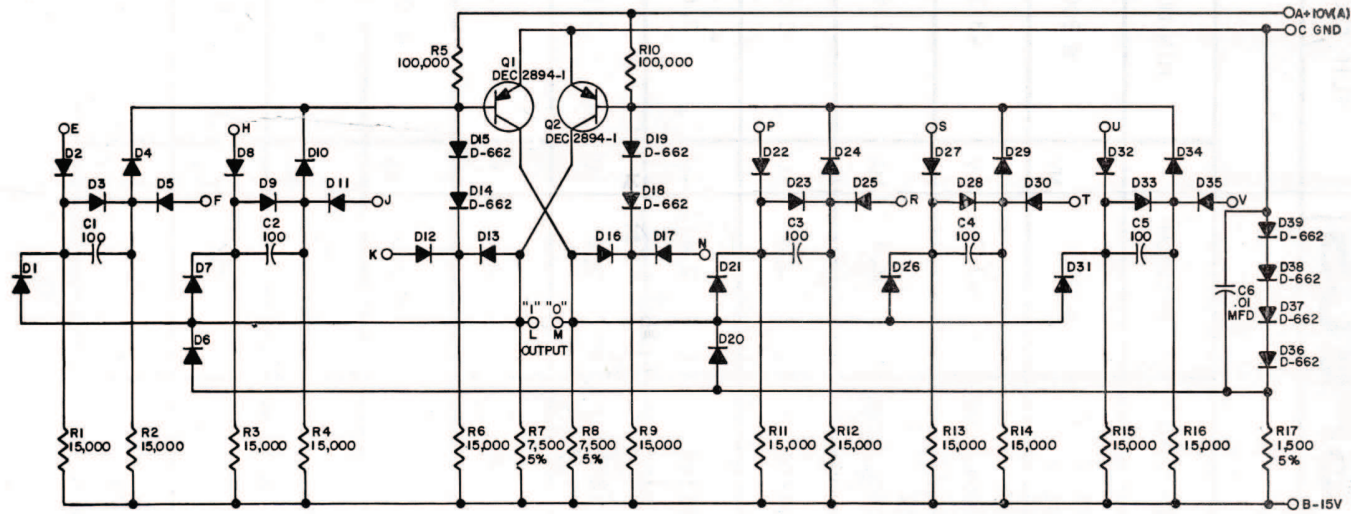 A+10V(A)
C GND
R5
100,000
Q1
DEC 2894-1
R10
100,000
Q2
DEC 2894-1
E
D2
D3
D4
D5
F
C1
100
D1
H
D8
D9
D10
D11
J
C2
100
D7
D6
D15
D-662
D14
D-662
K
D12
D13
D19
D-662
D18
D-662
D16
D17
N
"1" "0"
L M
OUTPUT
P
D22
D23
D24
D25
R
C3
100
D21
D20
S
D27
D28
D29
D30
T
C4
100
D26
U
D32
D33
D34
D35
V
C5
100
D31
C6
.01
MFD
D39
D-662
D38
D-662
D37
D-662
D36
D-662
R1
15,000
R2
15,000
R3
15,000
R4
15,000
R6
15,000
R7
7,500
5%
R8
7,500
5%
R9
15,000
R11
15,000
R12
15,000
R13
15,000
R14
15,000
R15
15,000
R16
15,000
R17
1,500
5%
B-15V